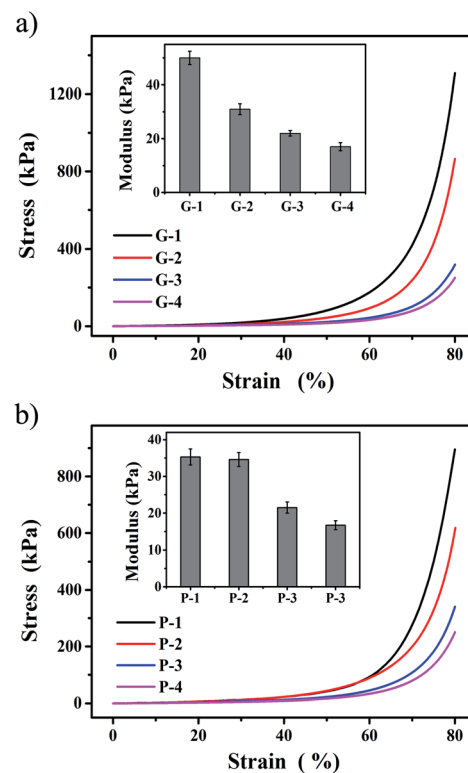 a)
1200
800
400
0
Stress (kPa)
40
20
0
Modulus (kPa)
G-1 G-2 G-3 G-4
G-1
G-2
G-3
G-4
0 20 40 60 80
Strain (%)
b)
800
600
400
200
0
Stress (kPa)
40
30
20
10
0
Modulus (kPa)
P-1 P-2 P-3 P-3
P-1
P-2
P-3
P-4
0 20 40 60 80
Strain ( %)